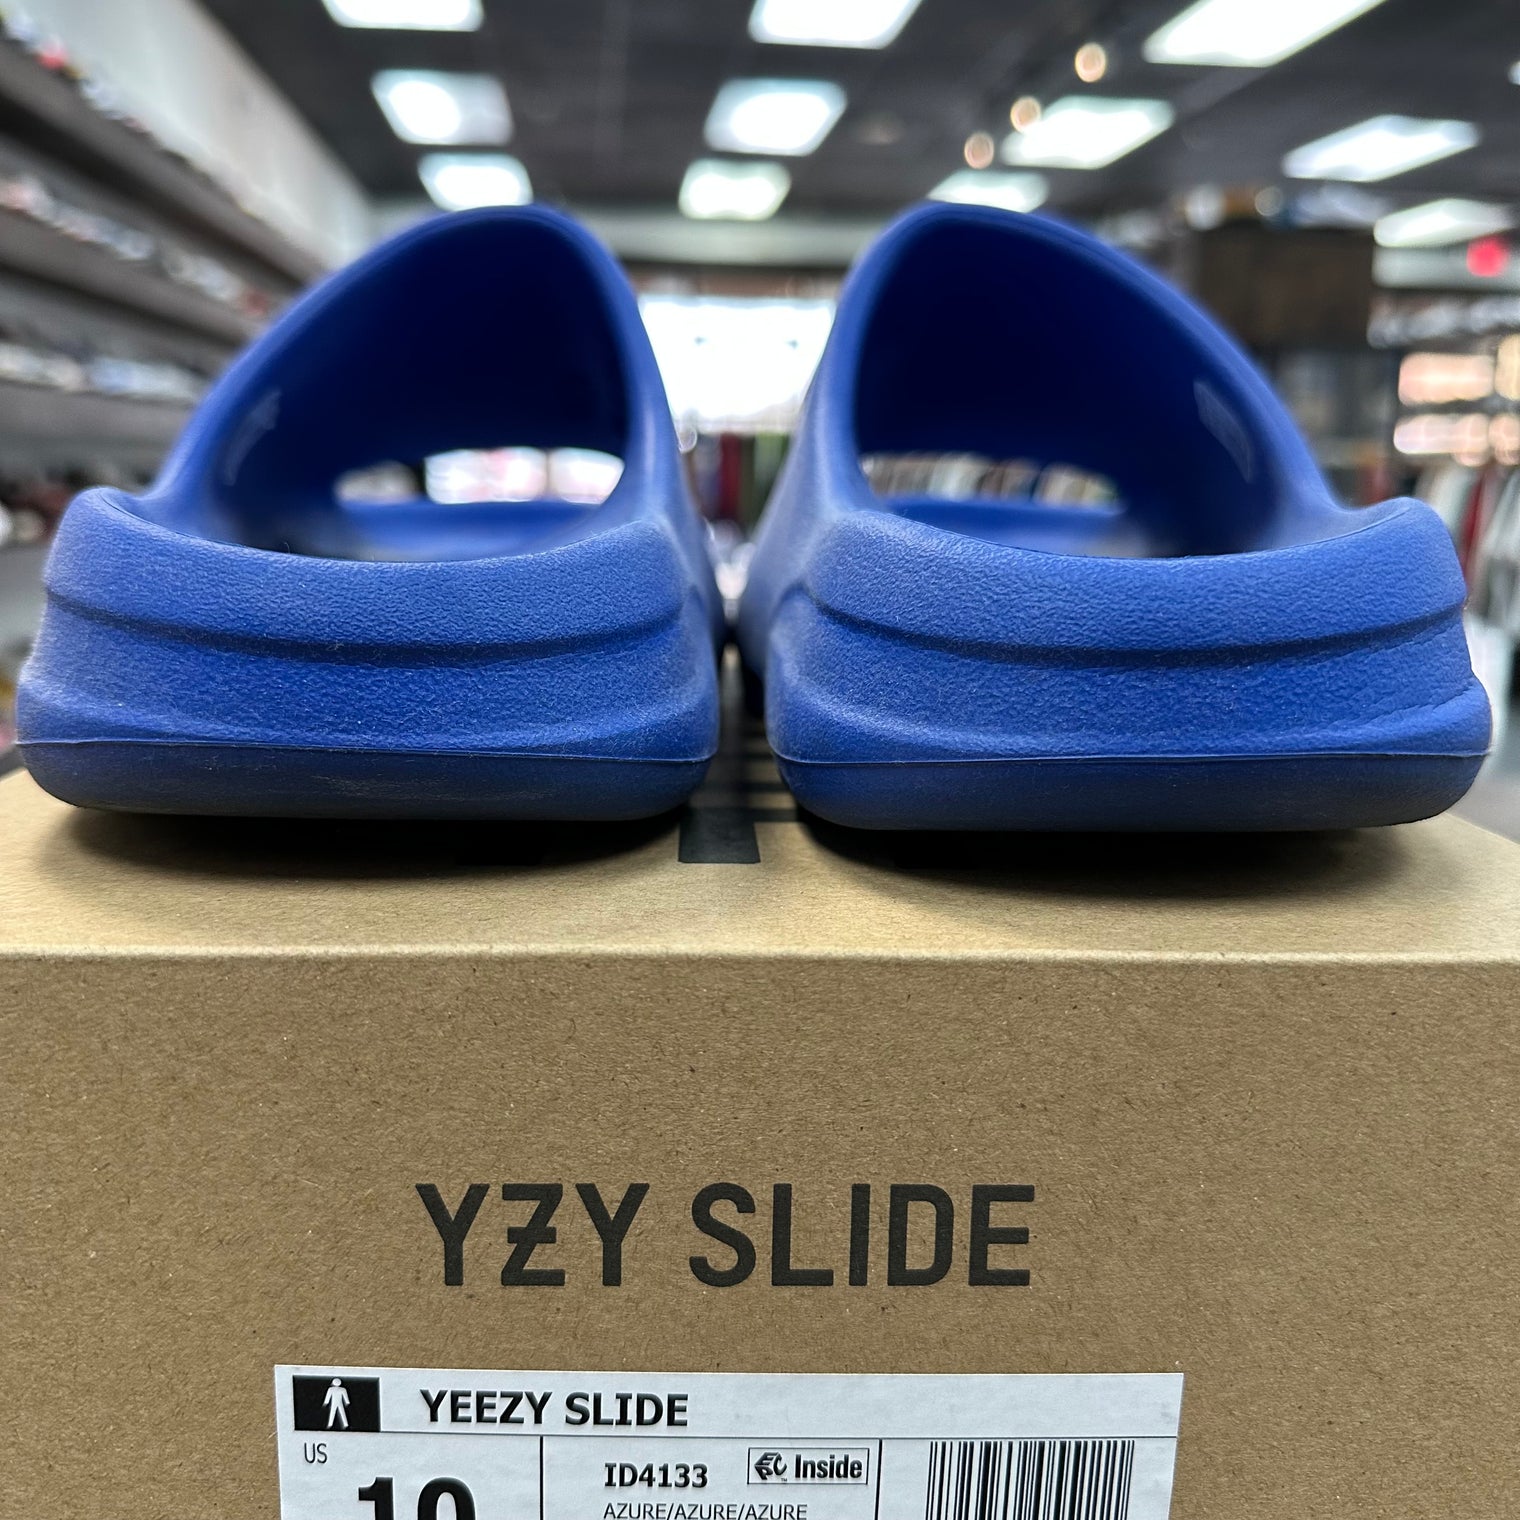 YZY SLIDE
YEEZY SLIDE
US
10
ID4133
Inside
AZURE/AZURE/AZURE